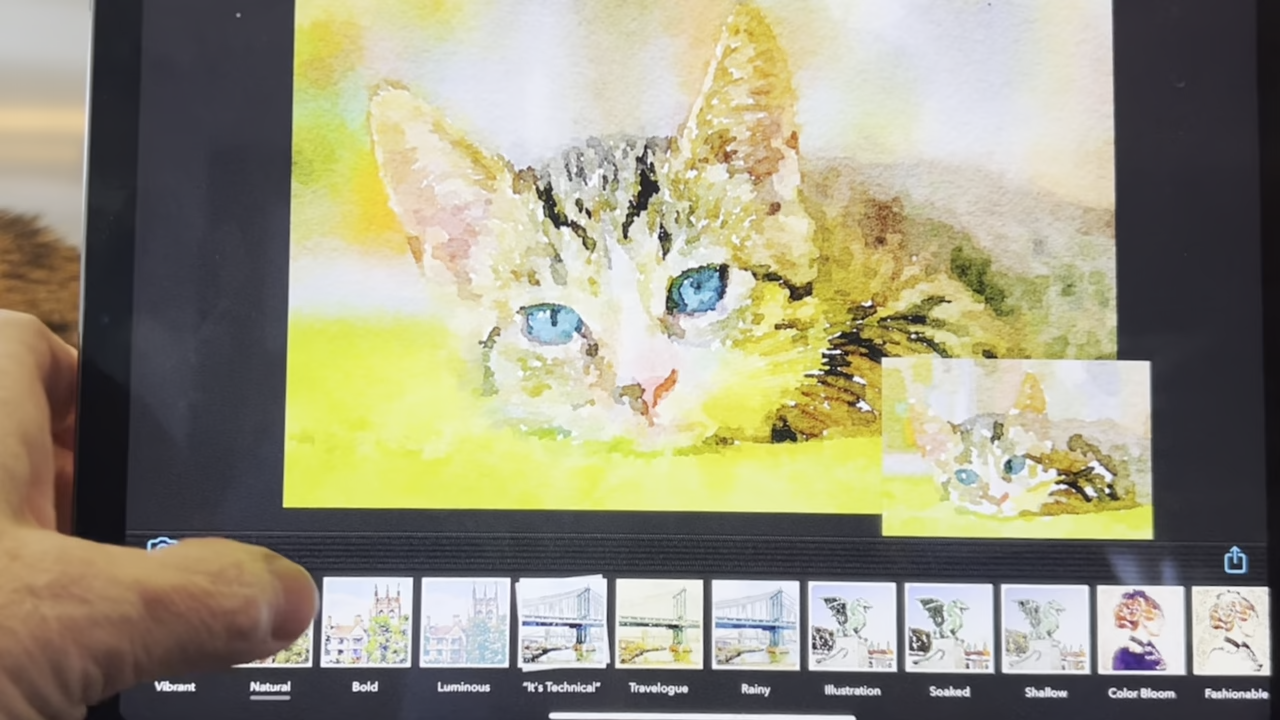 Vibrant
Natural
Bold
Luminous
"It's Technical"
Travelogue
Rainy
Illustration
Soaked
Shallow
Color Bloom
Fashionable